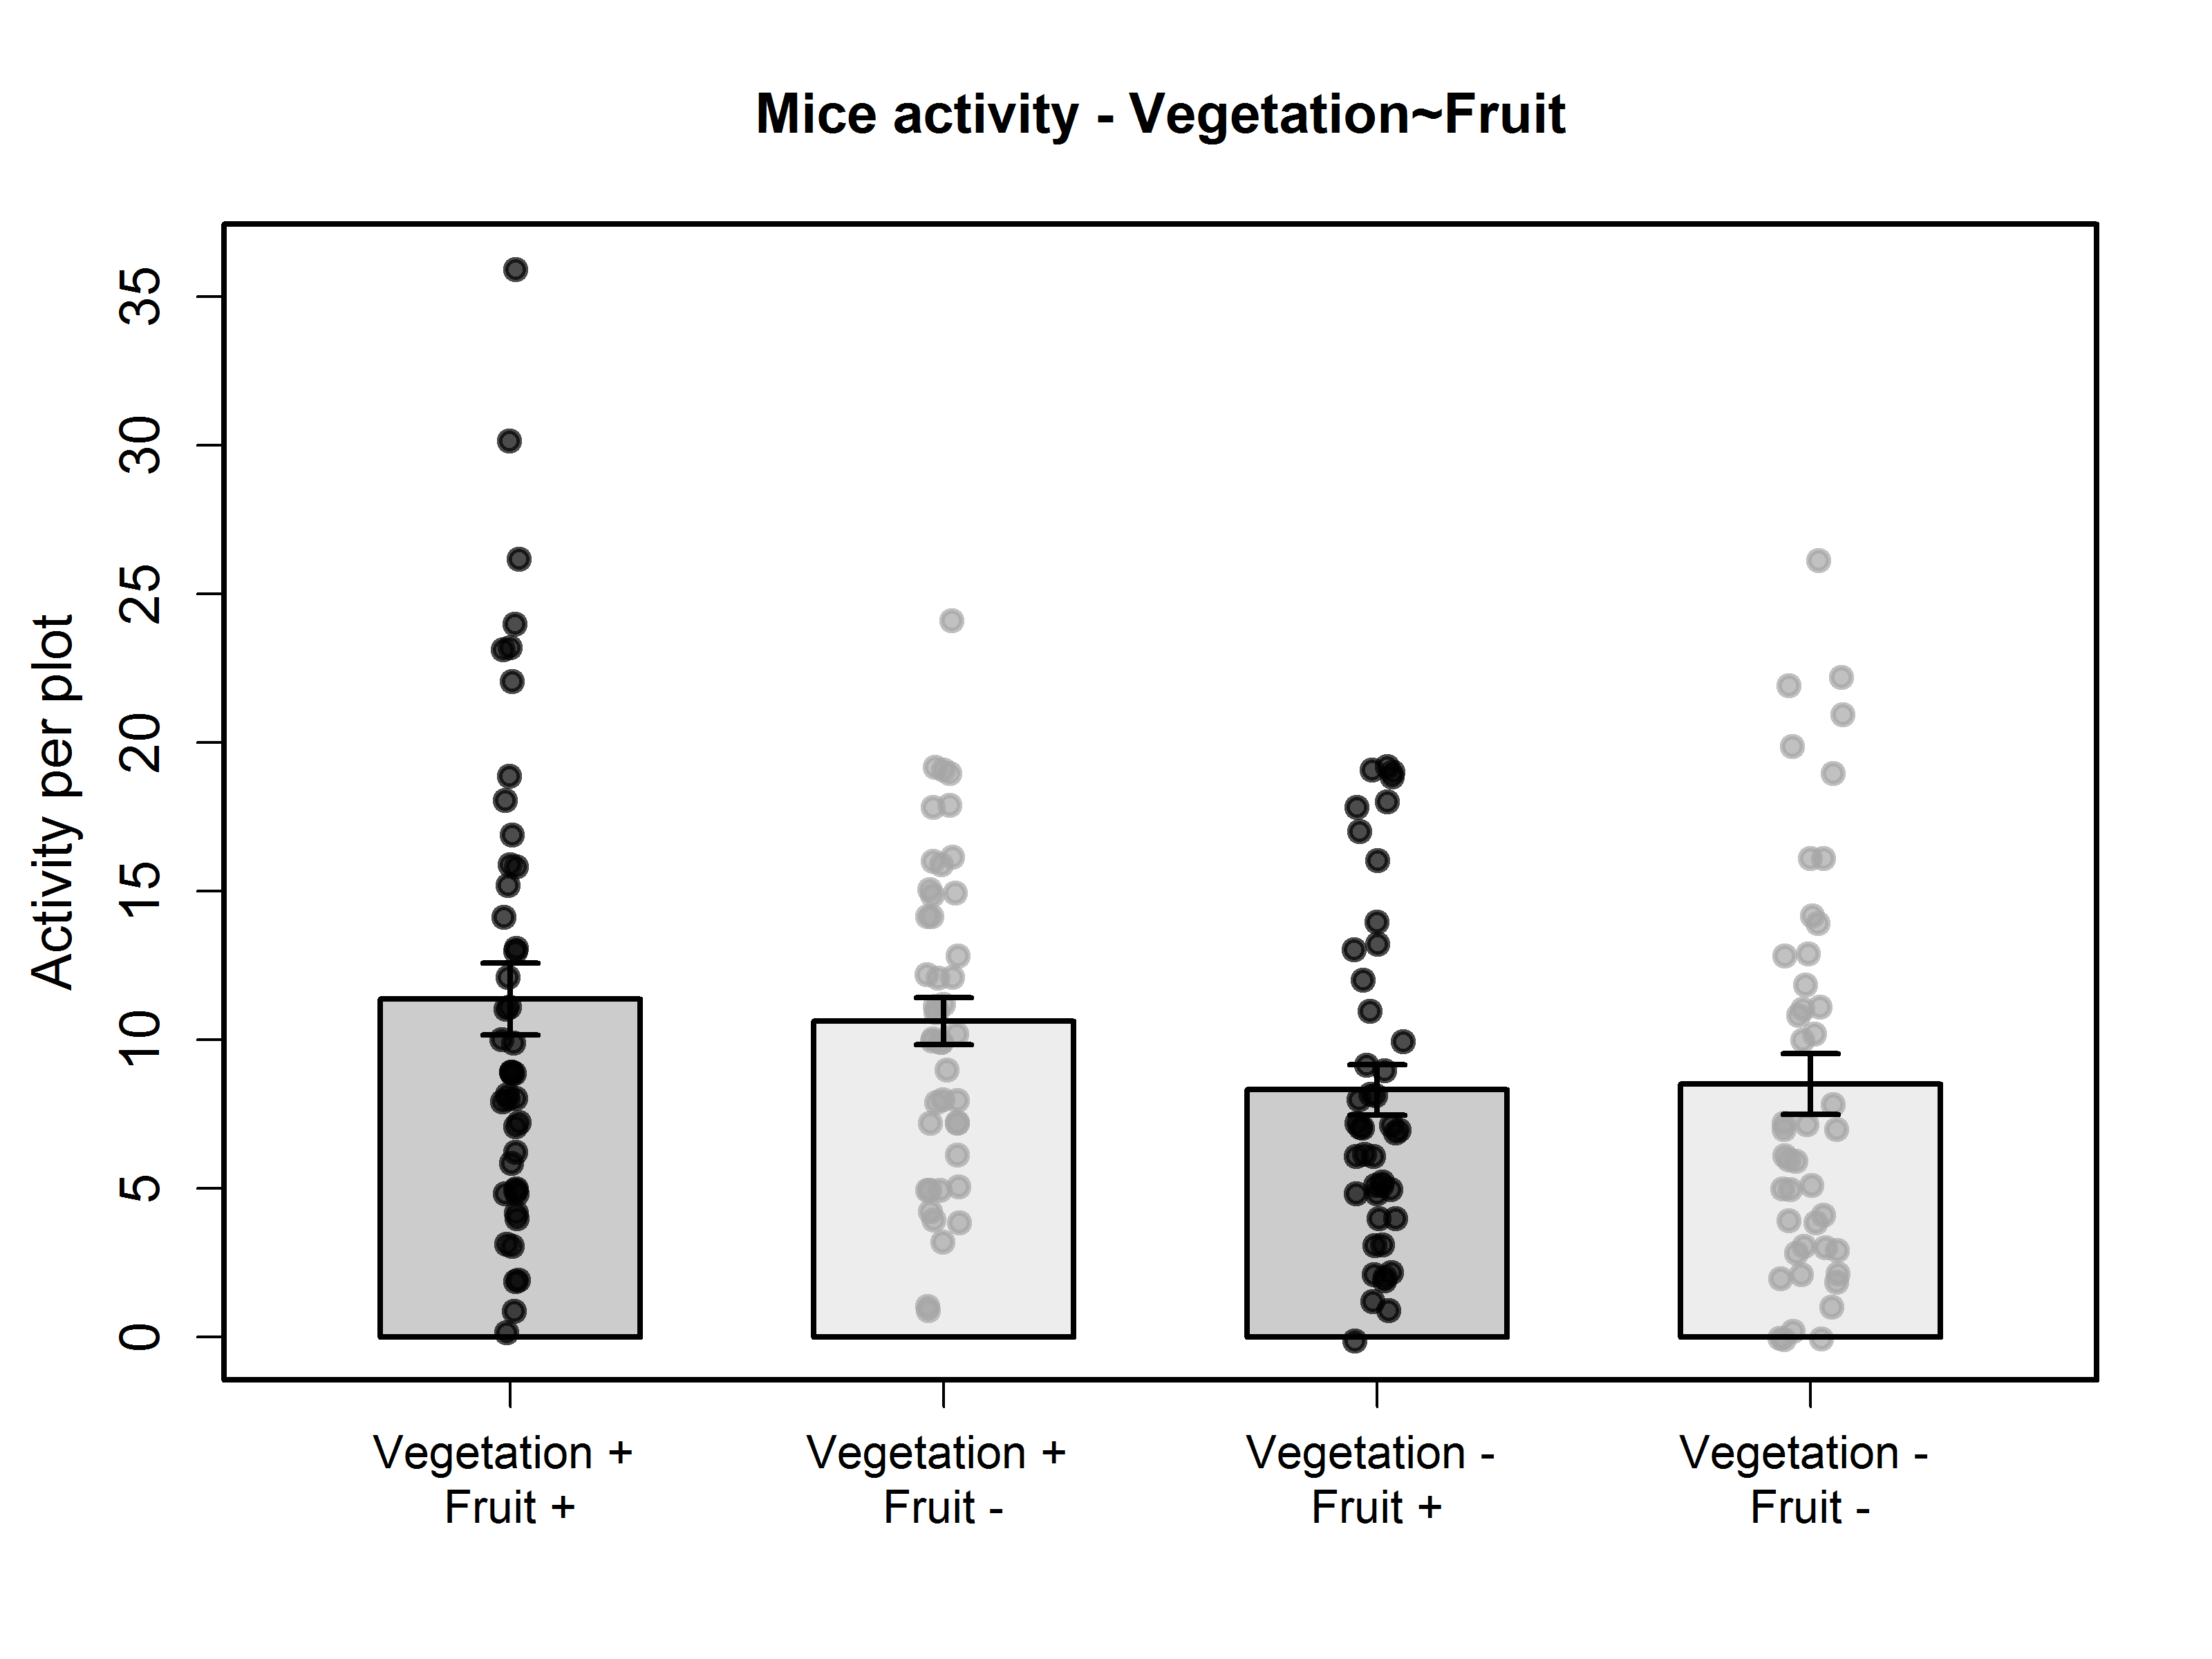 Mice activity - Vegetation~Fruit
Activity per plot
35
30
25
20
15
10
5
0
Vegetation + Vegetation + Vegetation - Vegetation -
Fruit + Fruit - Fruit + Fruit -